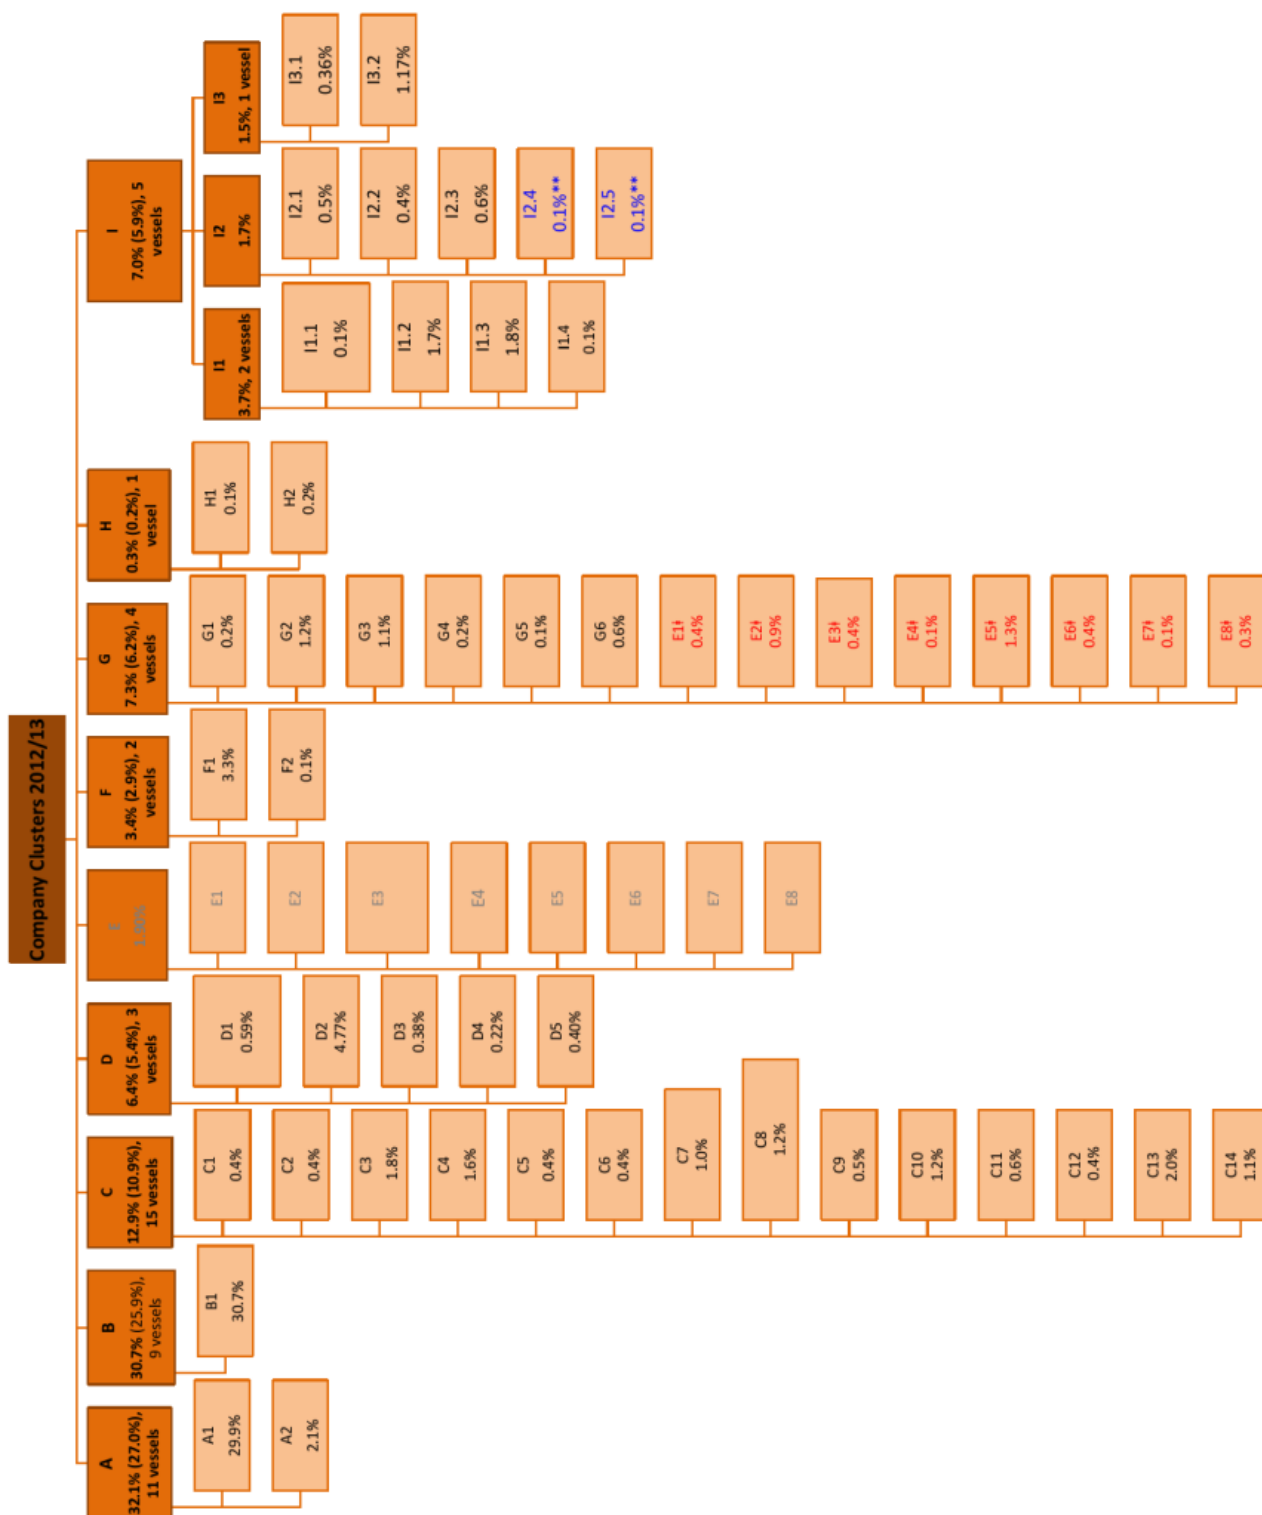 Company Clusters 2012/13
A
32.1% (27.0%),
11 vessels
A1
29.9%
A2
2.1%
B
30.7% (25.9%),
9 vessels
B1
30.7%
C
12.9% (10.9%),
15 vessels
C1
0.4%
C2
0.4%
C3
1.8%
C4
1.6%
C5
0.4%
C6
0.4%
C7
1.0%
C8
1.2%
C9
0.5%
C10
1.2%
C11
0.6%
C12
0.4%
C13
2.0%
C14
1.1%
D
6.4% (5.4%), 3
vessels
D1
0.59%
D2
4.77%
D3
0.38%
D4
0.22%
D5
0.40%
E
1.00%
E1
E2
E3
E4
E5
E6
E7
E8
F
3.4% (2.9%), 2
vessels
F1
3.3%
F2
0.1%
G
7.3% (6.2%), 4
vessels
G1
0.2%
G2
1.2%
G3
1.1%
G4
0.2%
G5
0.1%
G6
0.6%
E1ƚ
0.4%
E2ƚ
0.9%
E3ƚ
0.4%
E4ƚ
0.1%
E5ƚ
1.3%
E6ƚ
0.4%
E7ƚ
0.1%
E8ƚ
0.3%
H
0.3% (0.2%), 1
vessel
H1
0.1%
H2
0.2%
I
7.0% (5.9%), 5
vessels
I1
3.7%, 2 vessels
I1.1
0.1%
I1.2
1.7%
I1.3
1.8%
I1.4
0.1%
I2
1.7%
I2.1
0.5%
I2.2
0.4%
I2.3
0.6%
I2.4
0.1%**
I2.5
0.1%**
I3
1.5%, 1 vessel
I3.1
0.36%
I3.2
1.17%